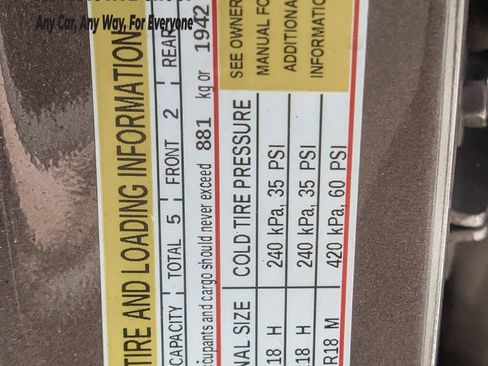 Any Car, Any Way, For Everyone
TIRE AND LOADING INFORMATION
CAPACITY TOTAL 5 FRONT 2 REAR
cupants and cargo should never exceed 881 kg or 1942
NAL SIZE COLD TIRE PRESSURE SEE OWNER
MANUAL FO
ADDITIONA
INFORMATI
18 H 240 kPa, 35 PSI
18 H 240 kPa, 35 PSI
R18 M 420 kPa, 60 PSI